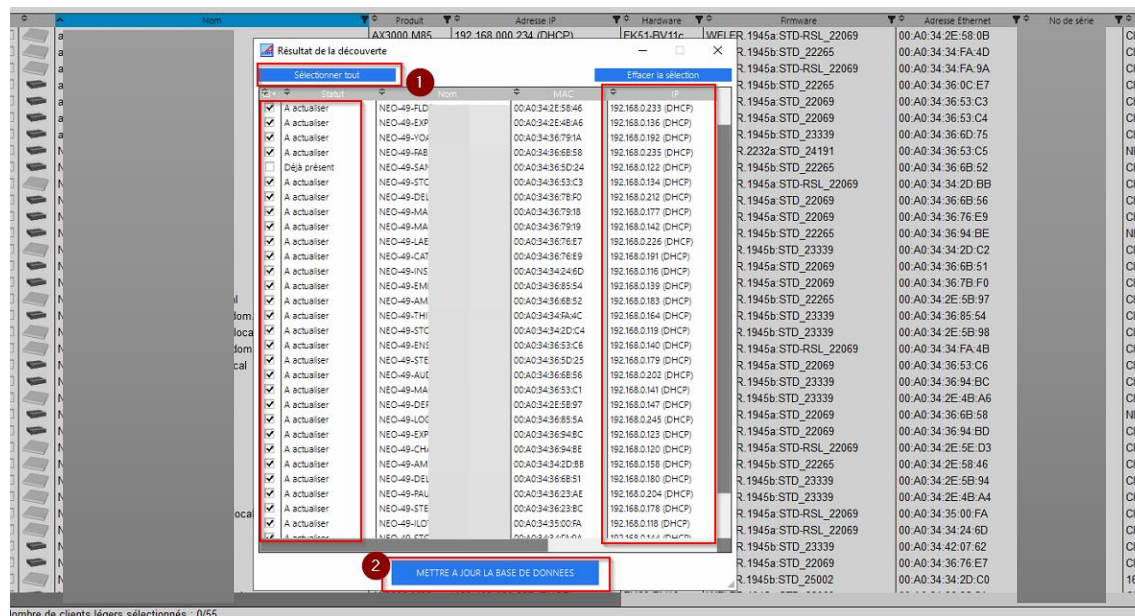 Nom Produit Adresse IP Hardware Firmware Adresse Ethernet No de série
AX3000 M85 192.168.000.234 (DHCP) EK51-BV11c WELER.1945a:STD-RSL_22069 00:A0:34:2E:58:0B
Résultat de la découverte
R.1945b:STD_22265 00:A0:34:34:FA:4D
Sélectionner tout Effacer la sélection R.1945a:STD-RSL_22069 00:A0:34:34:FA:9A
1
Statut Nom MAC IP R.1945b:STD_22265 00:A0:34:36:0C:E7
A actualiser NEO-49-FLD 00:A0:34:2E:58:46 192.168.0.233 (DHCP) R.1945a:STD_22069 00:A0:34:36:53:C3
A actualiser NEO-49-EXP 00:A0:34:2E:4B:A6 192.168.0.136 (DHCP) R.1945a:STD_22069 00:A0:34:36:53:C4
A actualiser NEO-49-YOA 00:A0:34:36:79:1A 192.168.0.192 (DHCP) R.1945b:STD_23339 00:A0:34:36:6D:75
A actualiser NEO-49-FAB 00:A0:34:36:6B:58 192.168.0.235 (DHCP) R.2232a:STD_24191 00:A0:34:36:53:C5
Déjà présent NEO-49-SAN 00:A0:34:36:5D:24 192.168.0.122 (DHCP) R.1945b:STD_22265 00:A0:34:36:6B:52
A actualiser NEO-49-STC 00:A0:34:36:53:C3 192.168.0.134 (DHCP) R.1945a:STD-RSL_22069 00:A0:34:34:2D:BB
A actualiser NEO-49-DEL 00:A0:34:36:7B:F0 192.168.0.212 (DHCP) R.1945a:STD_22069 00:A0:34:36:6B:56
A actualiser NEO-49-MA 00:A0:34:36:79:18 192.168.0.177 (DHCP) R.1945a:STD_22069 00:A0:34:36:76:E9
A actualiser NEO-49-MA 00:A0:34:36:79:19 192.168.0.142 (DHCP) R.1945b:STD_22265 00:A0:34:36:94:BE
A actualiser NEO-49-LAE 00:A0:34:36:76:E7 192.168.0.226 (DHCP) R.1945b:STD_23339 00:A0:34:34:2D:C2
A actualiser NEO-49-CAT 00:A0:34:36:76:E9 192.168.0.191 (DHCP) R.1945a:STD_22069 00:A0:34:36:6B:51
A actualiser NEO-49-INS 00:A0:34:34:24:6D 192.168.0.116 (DHCP) R.1945a:STD_22069 00:A0:34:36:7B:F0
A actualiser NEO-49-EMI 00:A0:34:36:85:54 192.168.0.139 (DHCP) R.1945b:STD_22265 00:A0:34:2E:5B:97
A actualiser NEO-49-AM 00:A0:34:36:6B:52 192.168.0.183 (DHCP) R.1945b:STD_23339 00:A0:34:36:85:54
A actualiser NEO-49-THI 00:A0:34:34:FA:4C 192.168.0.164 (DHCP) R.1945b:STD_23339 00:A0:34:2E:5B:98
A actualiser NEO-49-STC 00:A0:34:34:2D:C4 192.168.0.119 (DHCP) R.1945a:STD-RSL_22069 00:A0:34:34:FA:4B
A actualiser NEO-49-ENS 00:A0:34:36:53:C6 192.168.0.140 (DHCP) R.1945a:STD_22069 00:A0:34:36:53:C6
A actualiser NEO-49-STE 00:A0:34:36:5D:25 192.168.0.179 (DHCP) R.1945b:STD_23339 00:A0:34:36:94:BC
A actualiser NEO-49-AUD 00:A0:34:36:6B:56 192.168.0.202 (DHCP) R.1945b:STD_23339 00:A0:34:2E:4B:A6
A actualiser NEO-49-MA 00:A0:34:36:53:C1 192.168.0.141 (DHCP) R.1945a:STD_22069 00:A0:34:36:6B:58
A actualiser NEO-49-DEF 00:A0:34:2E:5B:97 192.168.0.147 (DHCP) R.1945b:STD_22069 00:A0:34:36:94:BD
A actualiser NEO-49-LOC 00:A0:34:36:85:5A 192.168.0.245 (DHCP) R.1945a:STD-RSL_22069 00:A0:34:2E:5E:D3
A actualiser NEO-49-EXP 00:A0:34:36:94:BC 192.168.0.123 (DHCP) R.1945b:STD_22265 00:A0:34:2E:58:46
A actualiser NEO-49-CHA 00:A0:34:36:94:BE 192.168.0.120 (DHCP) R.1945b:STD_23339 00:A0:34:2E:5B:94
A actualiser NEO-49-AM 00:A0:34:34:2D:BB 192.168.0.158 (DHCP) R.1945b:STD_23339 00:A0:34:2E:4B:A4
A actualiser NEO-49-DEL 00:A0:34:36:6B:51 192.168.0.180 (DHCP) R.1945a:STD-RSL_22069 00:A0:34:35:00:FA
A actualiser NEO-49-PAU 00:A0:34:36:23:AE 192.168.0.204 (DHCP) R.1945a:STD-RSL_22069 00:A0:34:34:24:6D
A actualiser NEO-49-STE 00:A0:34:36:23:BC 192.168.0.178 (DHCP) R.1945b:STD_23339 00:A0:34:42:07:62
A actualiser NEO-49-ILOT 00:A0:34:35:00:FA 192.168.0.118 (DHCP) R.1945a:STD_22069 00:A0:34:36:76:E7
2
METTRE A JOUR LA BASE DE DONNEES R.1945b:STD_25002 00:A0:34:34:2D:C0
Nombre de clients légers sélectionnés : 0/55